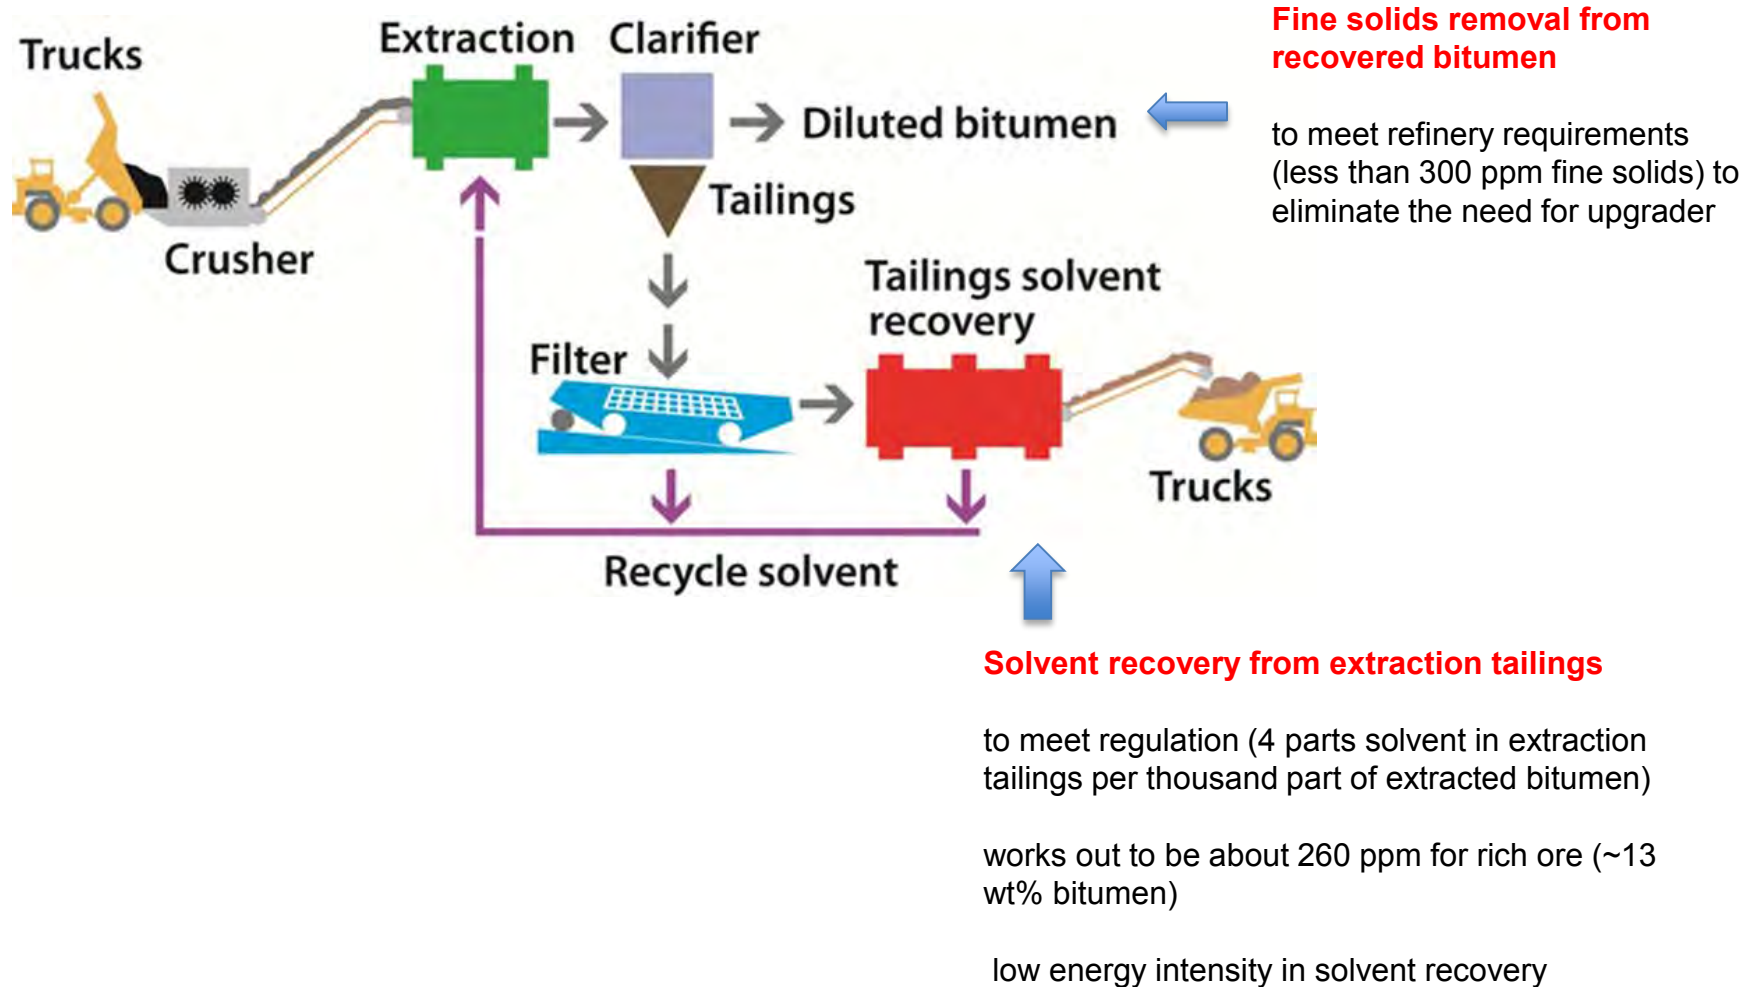 Trucks
Crusher
Extraction
Clarifier
Diluted bitumen
Tailings
Filter
Tailings solvent
recovery
Trucks
Recycle solvent
Fine solids removal from
recovered bitumen
to meet refinery requirements
(less than 300 ppm fine solids) to
eliminate the need for upgrader
Solvent recovery from extraction tailings
to meet regulation (4 parts solvent in extraction
tailings per thousand part of extracted bitumen)
works out to be about 260 ppm for rich ore (~13
wt% bitumen)
low energy intensity in solvent recovery